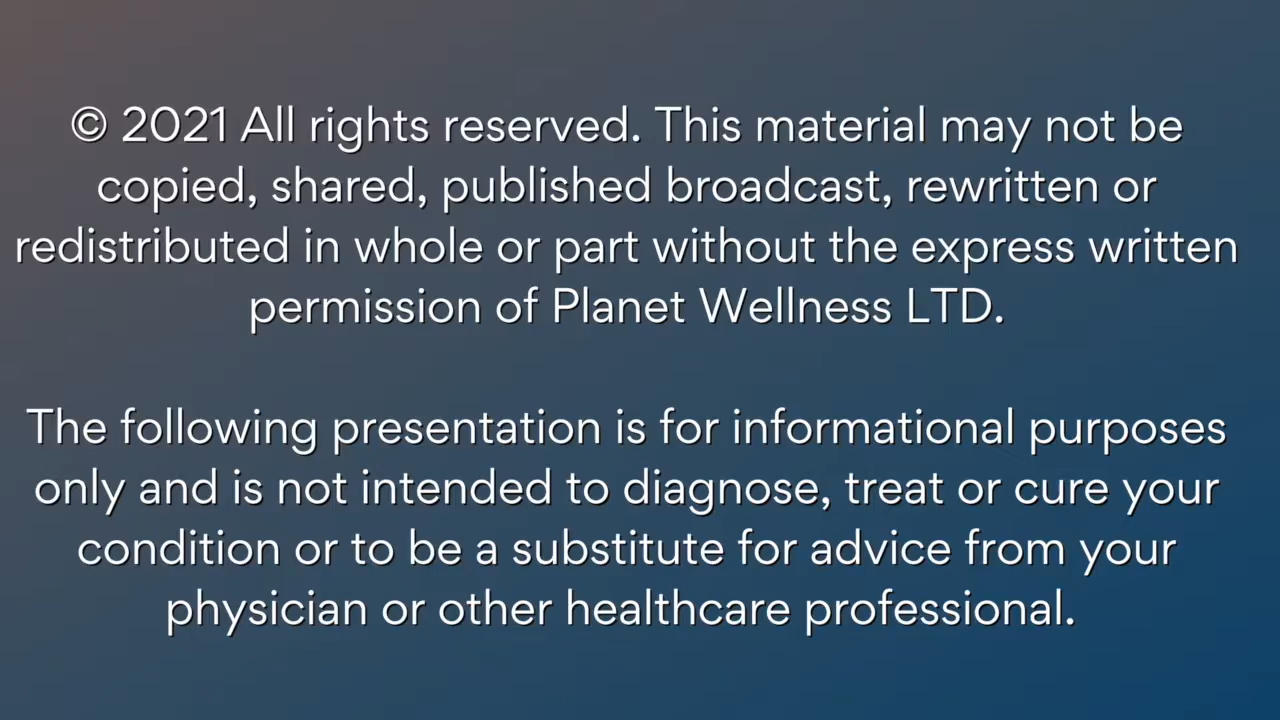 © 2021 All rights reserved. This material may not be
copied, shared, published broadcast, rewritten or
redistributed in whole or part without the express written
permission of Planet Wellness LTD.
The following presentation is for informational purposes
only and is not intended to diagnose, treat or cure your
condition or to be a substitute for advice from your
physician or other healthcare professional.